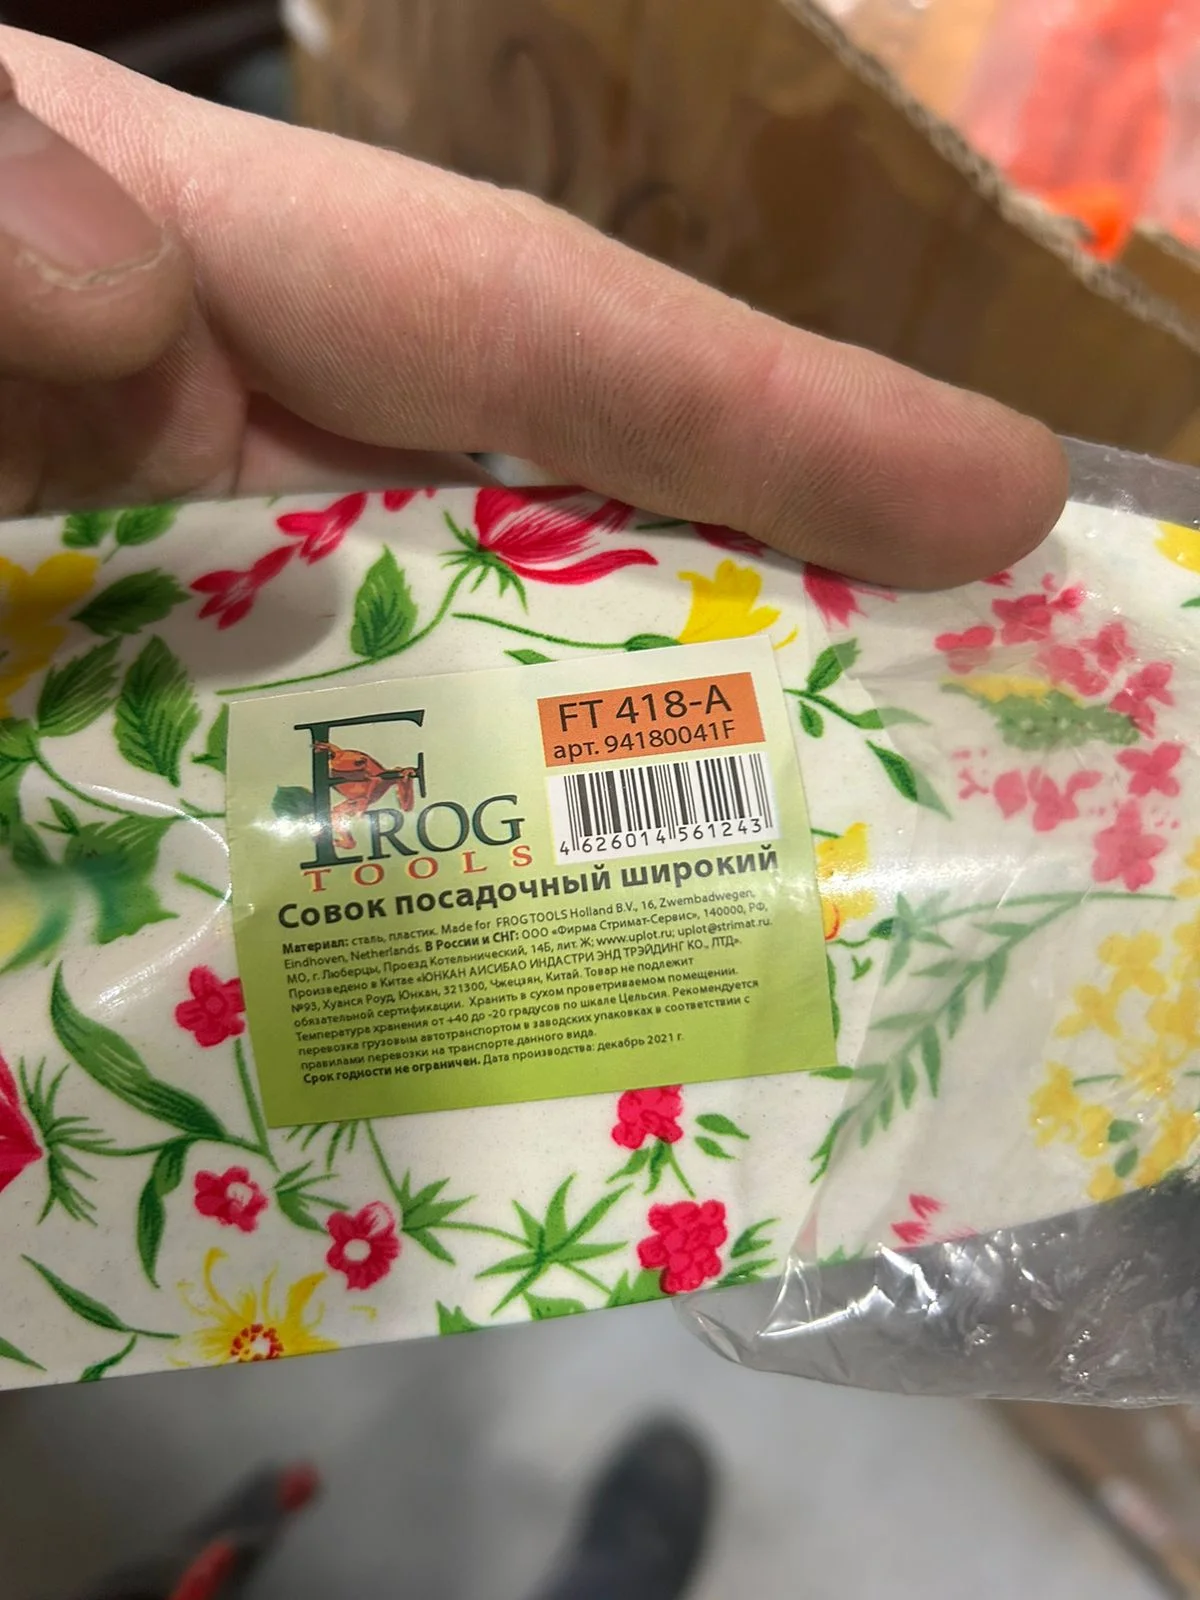 FT 418-A
арт. 94180041F
FROG
TOOLS
4 626014 561243
Совок посадочный широкий
Материал: сталь, пластик. Made for FROGTOOLS Holland B.V., 16, Zwembadwegen,
Eindhoven, Netherlands. В России и СНГ: ООО «Фирма Стримат-Сервис», 140000, РФ,
МО, г. Люберцы, Проезд Котельнический, 14Б, лит. Ж; www.uplot.ru; uplot@strimat.ru.
Произведено в Китае «ЮНКАН АИСИБАО ИНДАСТРИ ЭНД ТРЭЙДИНГ КО., ЛТД».
№93, Хуанся Роуд, Юнкан, 321300, Чжецзян, Китай. Товар не подлежит
обязательной сертификации. Хранить в сухом проветриваемом помещении.
Температура хранения от +40 до -20 градусов по шкале Цельсия. Рекомендуется
перевозка грузовым автотранспортом в заводских упаковках в соответствии с
правилами перевозки на транспорте данного вида.
Срок годности не ограничен. Дата производства: декабрь 2021 г.